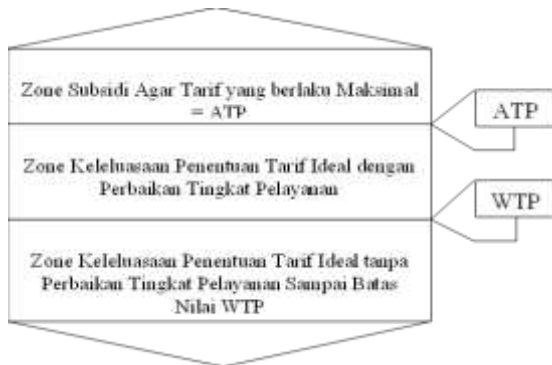 Zone Subsidi Agar Tarif yang berlaku Maksimal
= ATP
ATP
Zone Keleluasaan Penentuan Tarif Ideal dengan
Perbaikan Tingkat Pelayanan
WTP
Zone Keleluasaan Penentuan Tarif Ideal tanpa
Perbaikan Tingkat Pelayanan Sampai Batas
Nilai WTP